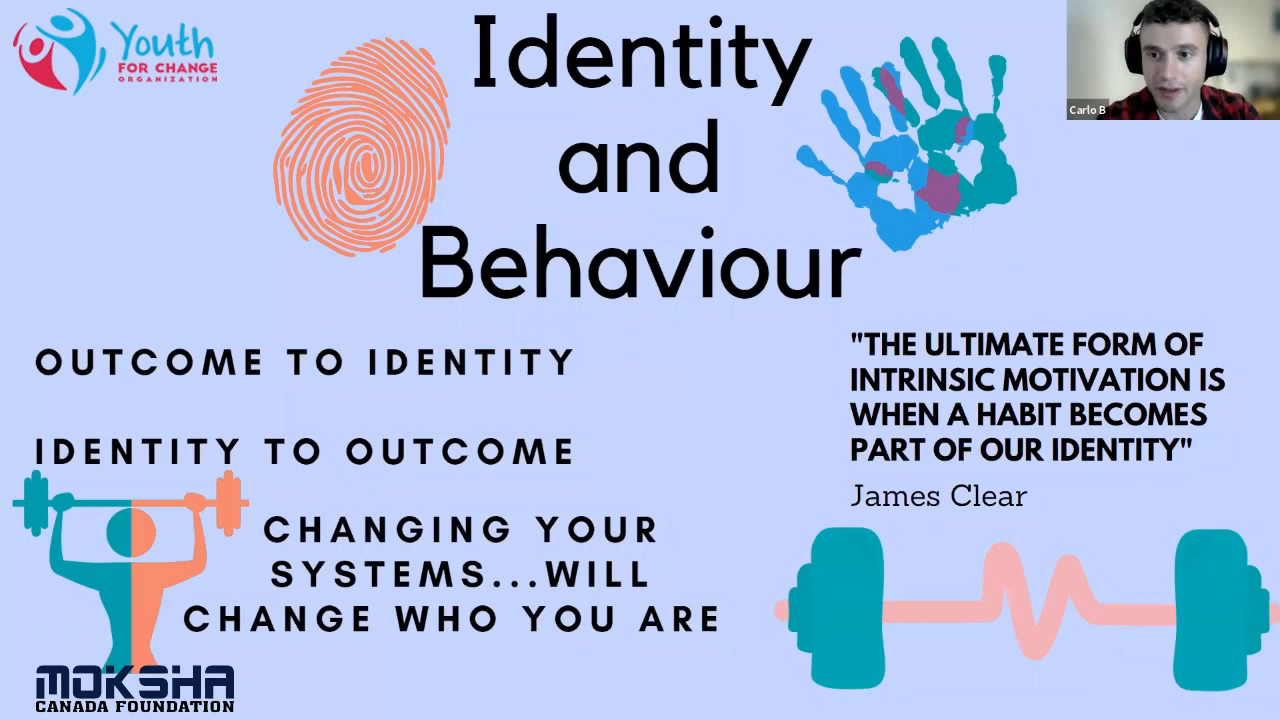 Youth
FOR CHANGE
ORGANIZATION
Identity
and
Behaviour
Carlo B
OUTCOME TO IDENTITY
IDENTITY TO OUTCOME
CHANGING YOUR
SYSTEMS...WILL
CHANGE WHO YOU ARE
"THE ULTIMATE FORM OF
INTRINSIC MOTIVATION IS
WHEN A HABIT BECOMES
PART OF OUR IDENTITY"
James Clear
MOKSHA
CANADA FOUNDATION